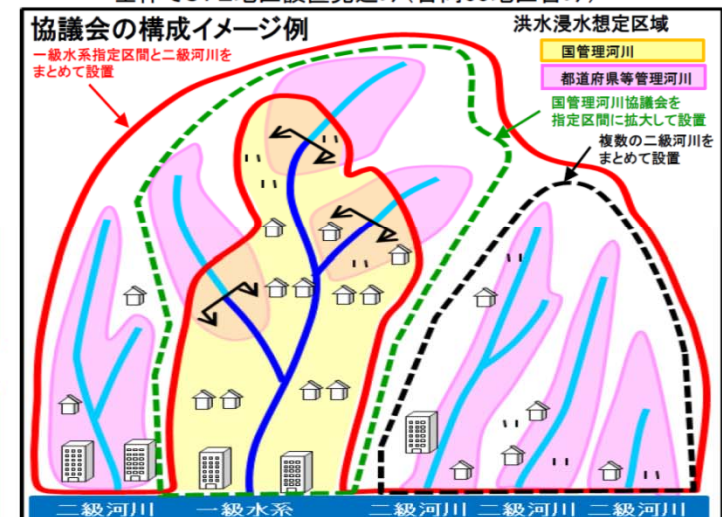 協議会の構成イメージ例
一級水系指定区間と二級河川を
まとめて設置
洪水浸水想定区域
国管理河川
都道府県等管理河川
国管理河川協議会を
指定区間に拡大して設置
複数の二級河川を
まとめて設置
二級河川 一級水系 二級河川 二級河川 二級河川